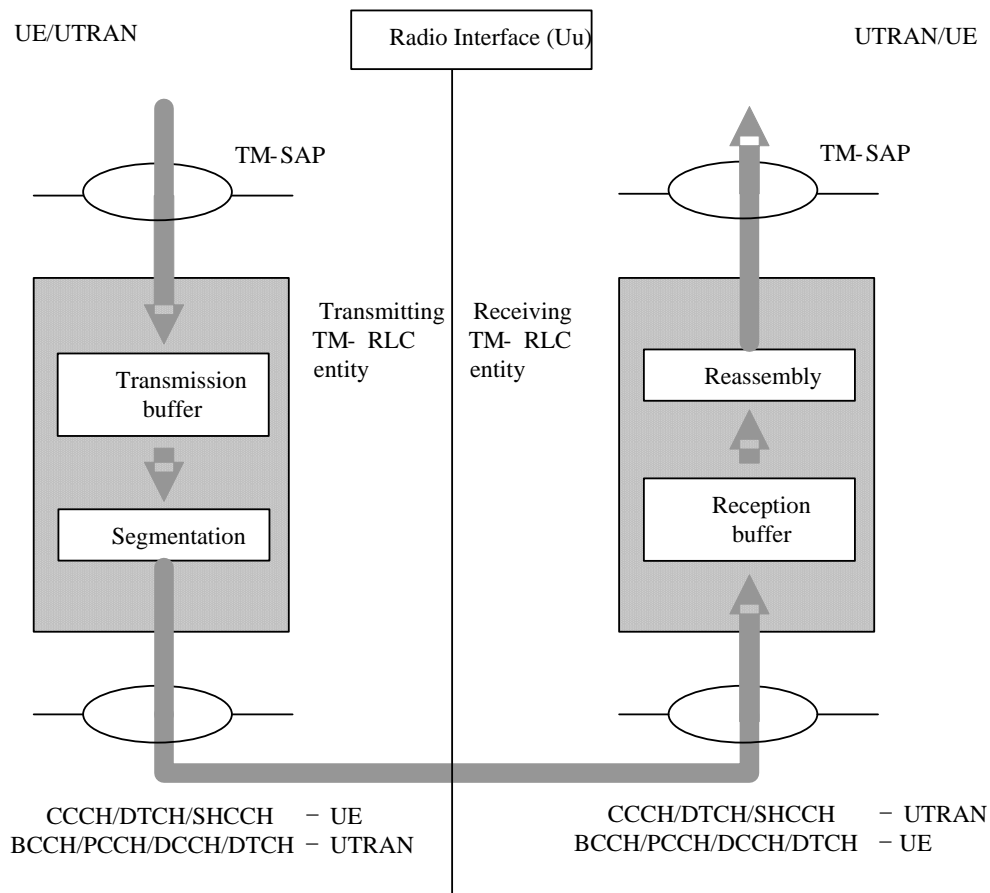 UE/UTRAN
Radio Interface (Uu)
UTRAN/UE
TM-SAP
TM-SAP
Transmitting
TM- RLC
entity
Receiving
TM- RLC
entity
Transmission
buffer
Segmentation
Reassembly
Reception
buffer
CCCH/DTCH/SHCCH – UE
BCCH/PCCH/DCCH/DTCH – UTRAN
CCCH/DTCH/SHCCH – UTRAN
BCCH/PCCH/DCCH/DTCH – UE